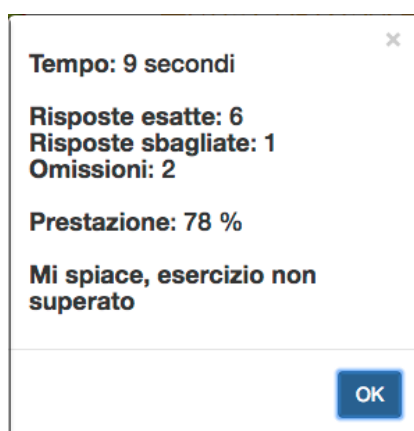 ×
Tempo: 9 secondi
Risposte esatte: 6
Risposte sbagliate: 1
Omissioni: 2
Prestazione: 78 %
Mi spiace, esercizio non
superato
OK